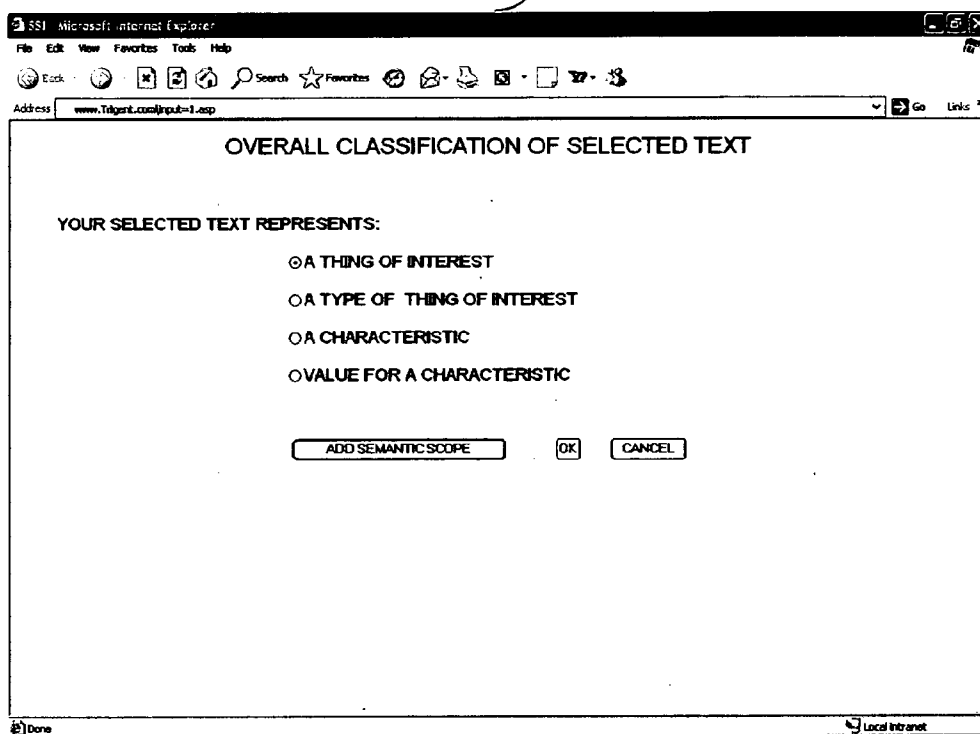 SSI Microsoft Internet Explorer
File Edit View Favorites Tools Help
Back Search Favorites
Address www.Trigent.com/input=1.asp Go Links
OVERALL CLASSIFICATION OF SELECTED TEXT
YOUR SELECTED TEXT REPRESENTS:
A THING OF INTEREST
A TYPE OF THING OF INTEREST
A CHARACTERISTIC
VALUE FOR A CHARACTERISTIC
ADD SEMANTIC SCOPE OK CANCEL
Done Local intranet